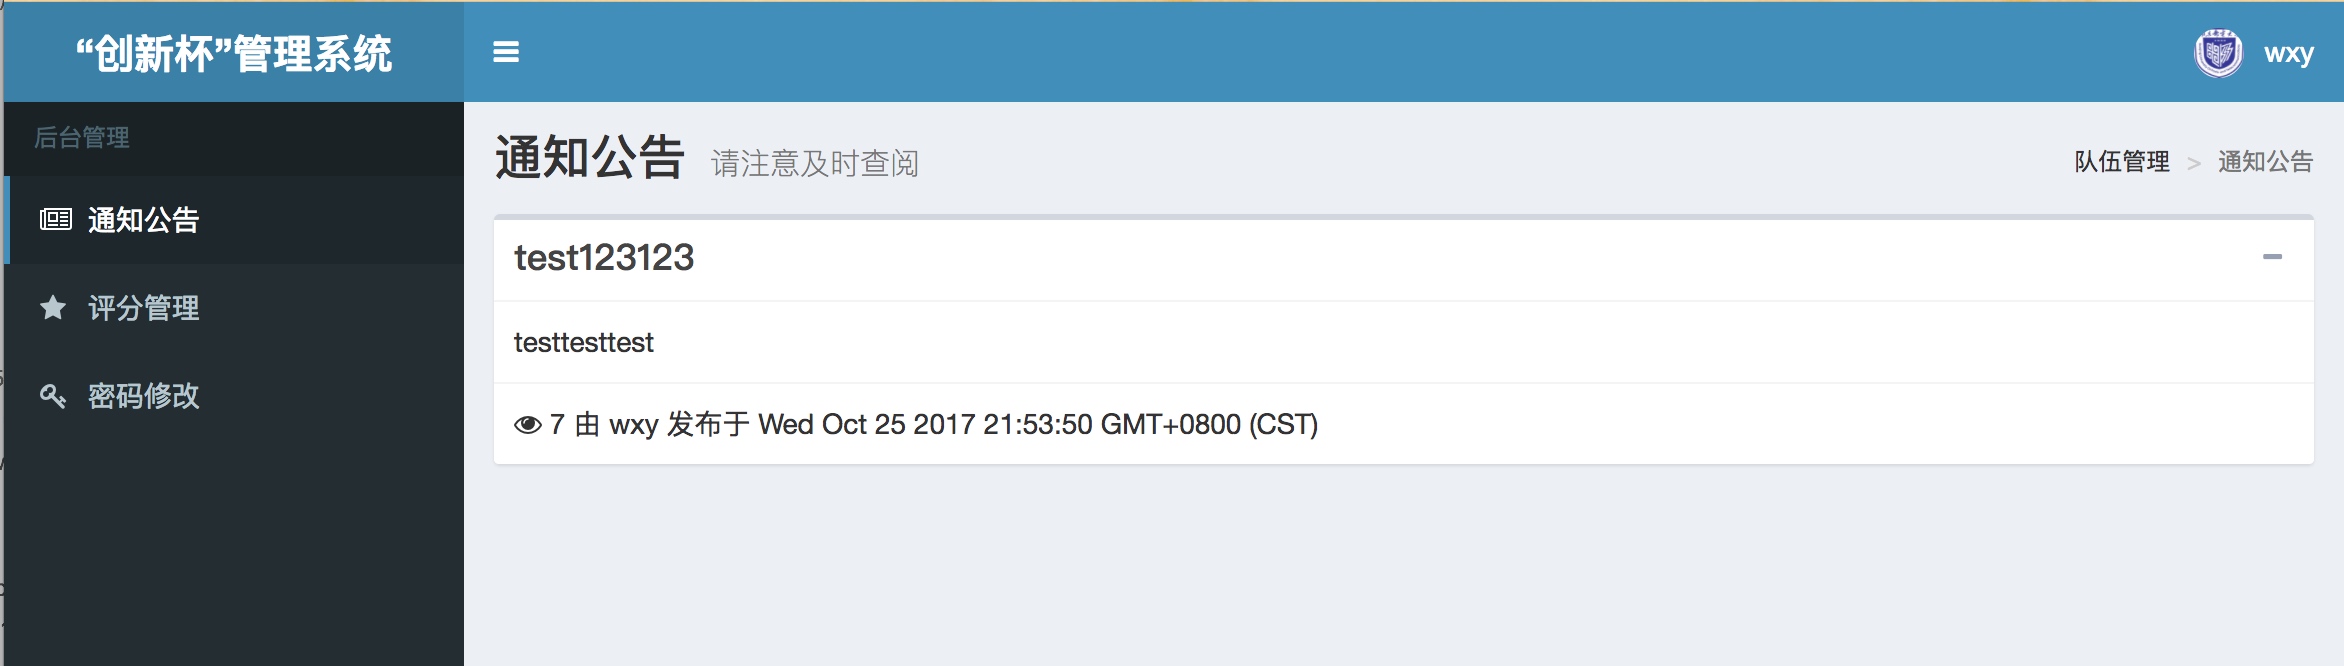 “创新杯”管理系统
wxy
后台管理
通知公告
评分管理
密码修改
通知公告 请注意及时查阅
队伍管理 > 通知公告
test123123
testtesttest
7 由 wxy 发布于 Wed Oct 25 2017 21:53:50 GMT+0800 (CST)